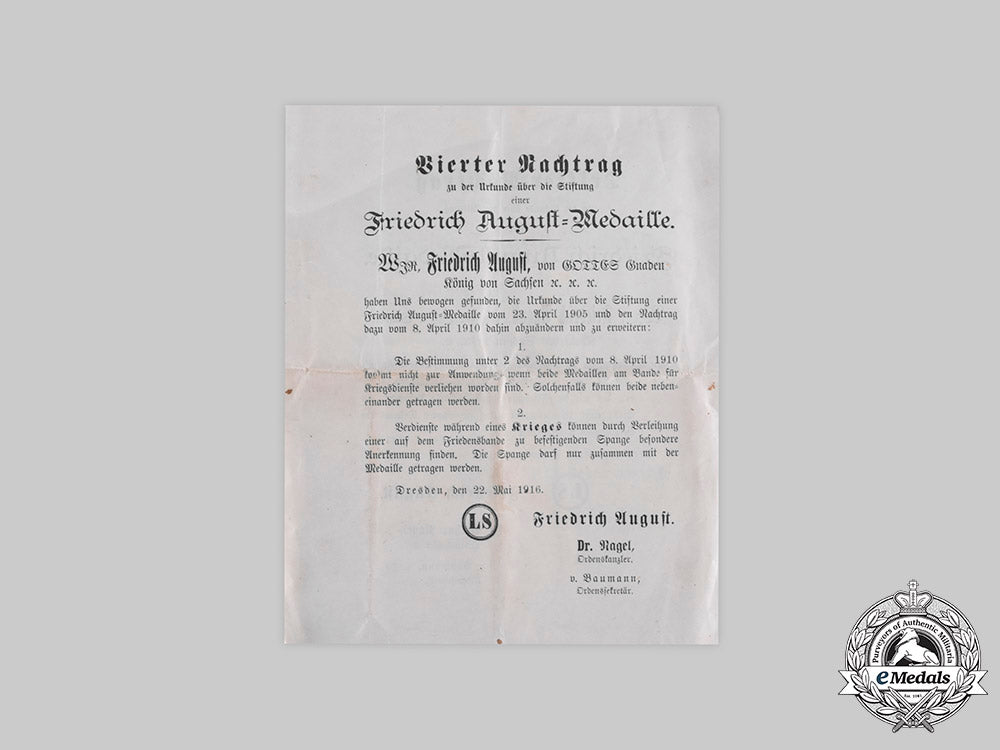 Vierter Nachtrag
zu der Urkunde über die Stiftung
einer
Friedrich August=Medaille.
WIR, Friedrich August, von GOTTES Gnaden
König von Sachsen ꝛc. ꝛc. ꝛc.
haben Uns bewogen gefunden, die Urkunde über die Stiftung einer
Friedrich August=Medaille vom 23. April 1905 und den Nachtrag
dazu vom 8. April 1910 dahin abzuändern und zu erweitern:
1.
Die Bestimmung unter 2 des Nachtrags vom 8. April 1910
kommt nicht zur Anwendung, wenn beide Medaillen am Bande für
Kriegsdienste verliehen worden sind. Solchenfalls können beide neben=
einander getragen werden.
2.
Verdienste während eines Krieges können durch Verleihung
einer auf dem Friedensbande zu befestigenden Spange besondere
Anerkennung finden. Die Spange darf nur zusammen mit der
Medaille getragen werden.
Dresden, den 22. Mai 1916.
LS
Friedrich August.
Dr. Nagel,
Ordenskanzler.
v. Baumann,
Ordenssekretär.
Purveyors of Authentic Militaria
eMedals